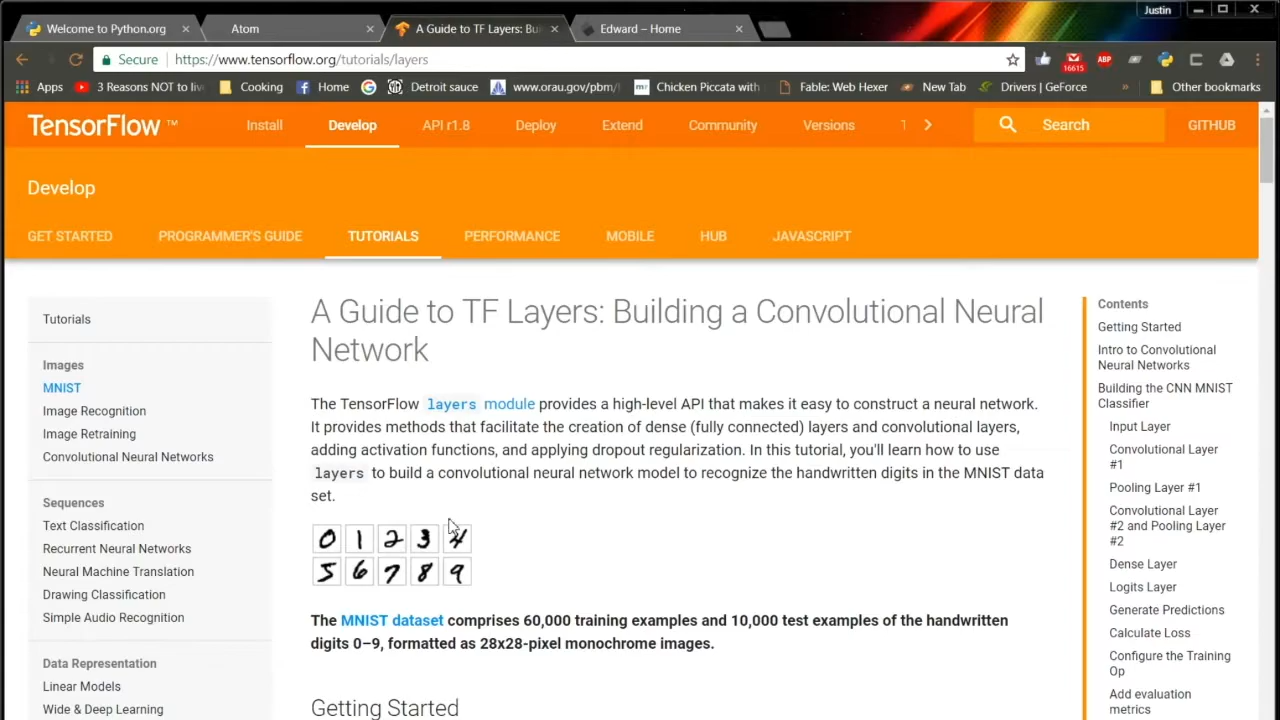 Justin
Welcome to Python.org
Atom
A Guide to TF Layers: Bu
Edward – Home
Secure
https://www.tensorflow.org/tutorials/layers
16615
ABP
Apps
3 Reasons NOT to liv
Cooking
Home
Detroit sauce
www.orau.gov/pbm/
mr
Chicken Piccata with
Fable: Web Hexer
New Tab
Drivers | GeForce
»
Other bookmarks
TensorFlow ™
Install
Develop
API r1.8
Deploy
Extend
Community
Versions
Search
GITHUB
Develop
GET STARTED
PROGRAMMER'S GUIDE
TUTORIALS
PERFORMANCE
MOBILE
HUB
JAVASCRIPT
Tutorials
Images
MNIST
Image Recognition
Image Retraining
Convolutional Neural Networks
Sequences
Text Classification
Recurrent Neural Networks
Neural Machine Translation
Drawing Classification
Simple Audio Recognition
Data Representation
Linear Models
Wide & Deep Learning
A Guide to TF Layers: Building a Convolutional Neural
Network
The TensorFlow layers module provides a high-level API that makes it easy to construct a neural network.
It provides methods that facilitate the creation of dense (fully connected) layers and convolutional layers,
adding activation functions, and applying dropout regularization. In this tutorial, you'll learn how to use
layers to build a convolutional neural network model to recognize the handwritten digits in the MNIST data
set.
0 1 2 3 4
5 6 7 8 9
The MNIST dataset comprises 60,000 training examples and 10,000 test examples of the handwritten
digits 0–9, formatted as 28x28-pixel monochrome images.
Getting Started
Contents
Getting Started
Intro to Convolutional
Neural Networks
Building the CNN MNIST
Classifier
Input Layer
Convolutional Layer
#1
Pooling Layer #1
Convolutional Layer
#2 and Pooling Layer
#2
Dense Layer
Logits Layer
Generate Predictions
Calculate Loss
Configure the Training
Op
Add evaluation
metrics